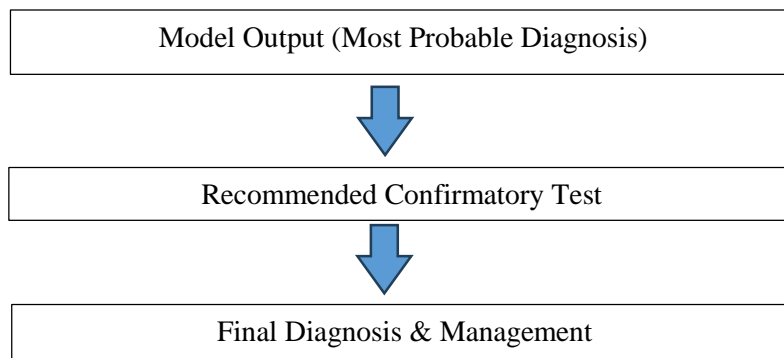 Model Output (Most Probable Diagnosis)
Recommended Confirmatory Test
Final Diagnosis & Management